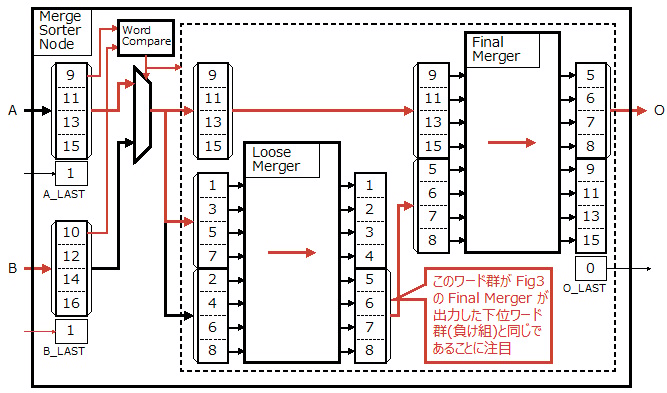 Merge
Sorter
Node
Word
Compare
A
9
11
13
15
1
A_LAST
B
10
12
14
16
1
B_LAST
9
11
13
15
1
3
5
7
2
4
6
8
Loose
Merger
1
2
3
4
5
6
7
8
9
11
13
15
5
6
7
8
Final
Merger
5
6
7
8
9
11
13
15
O
0
O_LAST
このワード群が Fig3
の Final Merger が
出力した下位ワード
群(負け組)と同じで
あることに注目